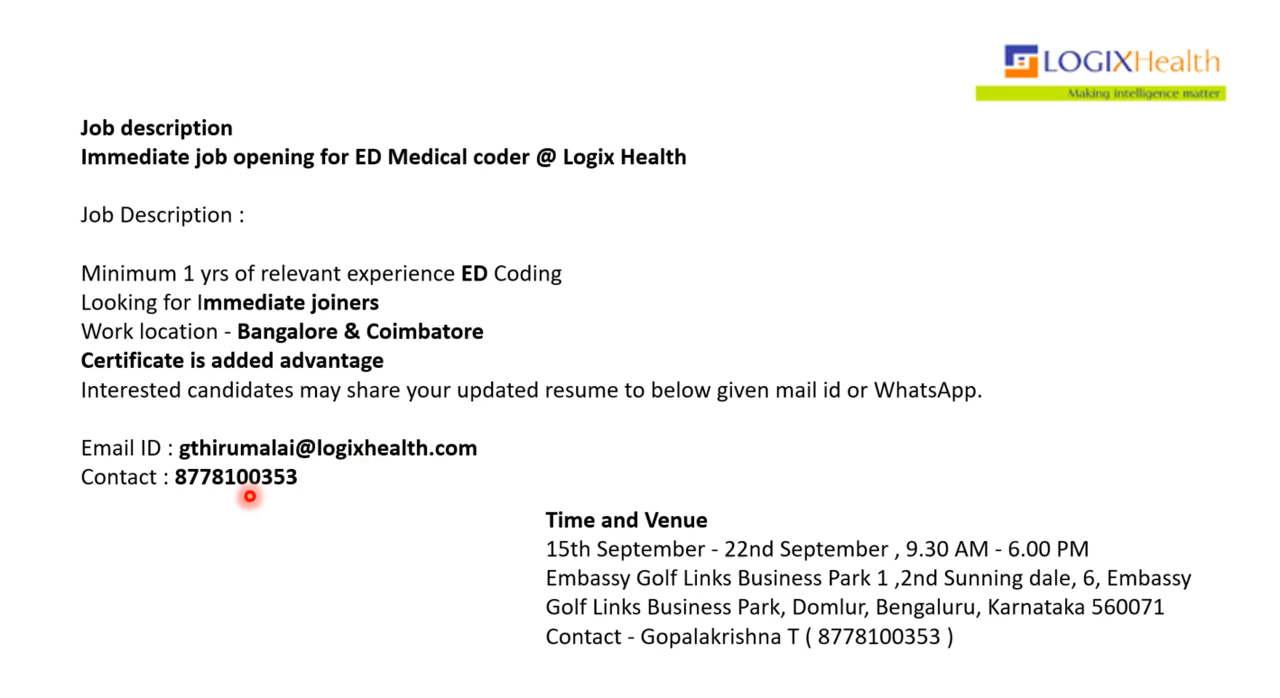 LOGIXHealth
Making intelligence matter
Job description
Immediate job opening for ED Medical coder @ Logix Health
Job Description :
Minimum 1 yrs of relevant experience ED Coding
Looking for Immediate joiners
Work location - Bangalore & Coimbatore
Certificate is added advantage
Interested candidates may share your updated resume to below given mail id or WhatsApp.
Email ID : gthirumalai@logixhealth.com
Contact : 8778100353
Time and Venue
15th September - 22nd September , 9.30 AM - 6.00 PM
Embassy Golf Links Business Park 1 ,2nd Sunning dale, 6, Embassy
Golf Links Business Park, Domlur, Bengaluru, Karnataka 560071
Contact - Gopalakrishna T ( 8778100353 )